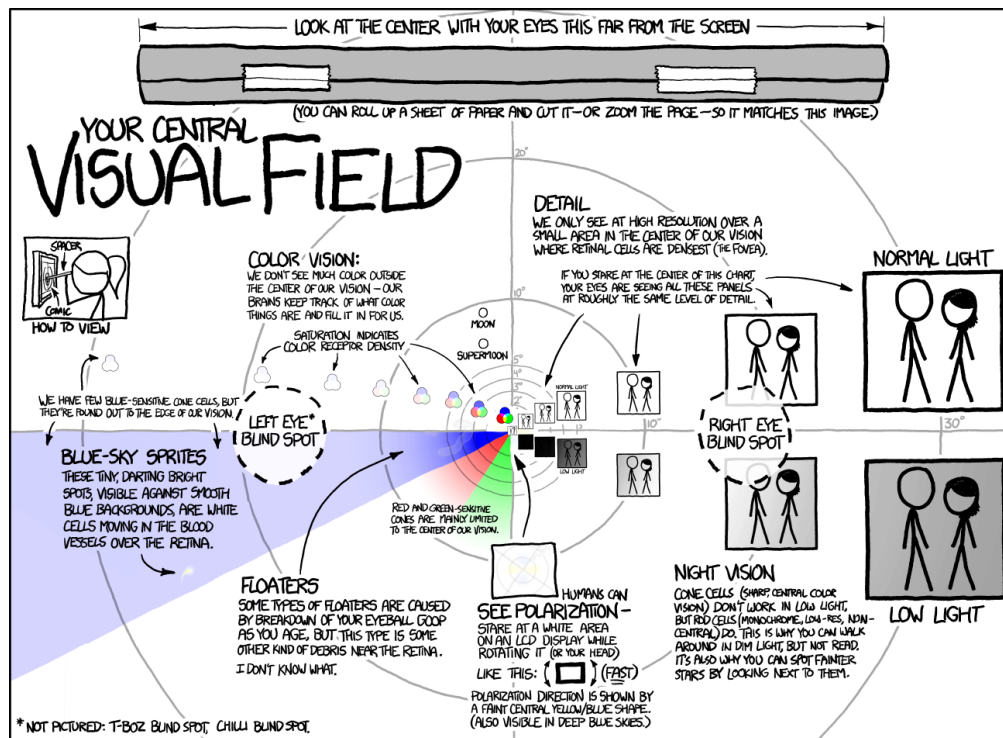 LOOK AT THE CENTER WITH YOUR EYES THIS FAR FROM THE SCREEN
(YOU CAN ROLL UP A SHEET OF PAPER AND CUT IT—OR ZOOM THE PAGE—SO IT MATCHES THIS IMAGE.)
YOUR CENTRAL
VISUAL FIELD
SPACER
COMIC
HOW TO VIEW
COLOR VISION:
WE DON'T SEE MUCH COLOR OUTSIDE
THE CENTER OF OUR VISION — OUR
BRAINS KEEP TRACK OF WHAT COLOR
THINGS ARE AND FILL IT IN FOR US.
SATURATION INDICATES
COLOR RECEPTOR DENSITY
20°
10°
5°
4°
3°
2°
MOON
SUPERMOON
DETAIL
WE ONLY SEE AT HIGH RESOLUTION OVER A
SMALL AREA IN THE CENTER OF OUR VISION
WHERE RETINAL CELLS ARE DENSEST (THE FOVEA).
IF YOU STARE AT THE CENTER OF THIS CHART,
YOUR EYES ARE SEEING ALL THESE PANELS
AT ROUGHLY THE SAME LEVEL OF DETAIL.
NORMAL LIGHT
NORMAL LIGHT
LOW LIGHT
10°
30°
WE HAVE FEW BLUE-SENSITIVE CONE CELLS, BUT
THEY'RE FOUND OUT TO THE EDGE OF OUR VISION.
LEFT EYE*
BLIND SPOT
RIGHT EYE
BLIND SPOT
BLUE-SKY SPRITES
THESE TINY, DARTING BRIGHT
SPOTS, VISIBLE AGAINST SMOOTH
BLUE BACKGROUNDS, ARE WHITE
CELLS MOVING IN THE BLOOD
VESSELS OVER THE RETINA.
RED AND GREEN-SENSITIVE
CONES ARE MAINLY LIMITED
TO THE CENTER OF OUR VISION.
FLOATERS
SOME TYPES OF FLOATERS ARE CAUSED
BY BREAKDOWN OF YOUR EYEBALL GOOP
AS YOU AGE, BUT THIS TYPE IS SOME
OTHER KIND OF DEBRIS NEAR THE RETINA.
I DON'T KNOW WHAT.
HUMANS CAN
SEE POLARIZATION—
STARE AT A WHITE AREA
ON AN LCD DISPLAY WHILE
ROTATING IT (OR YOUR HEAD)
LIKE THIS: (FAST)
POLARIZATION DIRECTION IS SHOWN BY
A FAINT CENTRAL YELLOW/BLUE SHAPE.
(ALSO VISIBLE IN DEEP BLUE SKIES.)
NIGHT VISION
CONE CELLS (SHARP, CENTRAL COLOR
VISION) DON'T WORK IN LOW LIGHT,
BUT ROD CELLS (MONOCHROME, LOW-RES, NON-
CENTRAL) DO. THIS IS WHY YOU CAN WALK
AROUND IN DIM LIGHT, BUT NOT READ.
IT'S ALSO WHY YOU CAN SPOT FAINTER
STARS BY LOOKING NEXT TO THEM.
LOW LIGHT
* NOT PICTURED: T-BOZ BLIND SPOT, CHILLI BLIND SPOT.